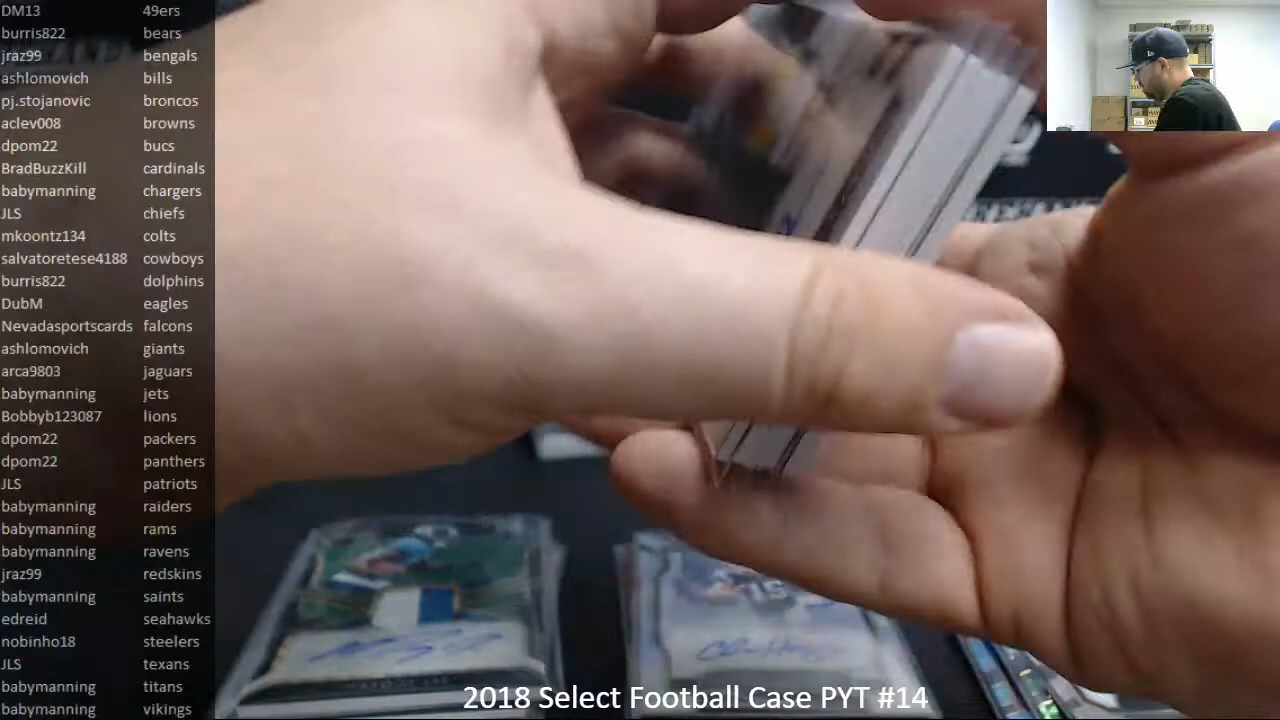 DM13 49ers
burris822 bears
jraz99 bengals
ashlomovich bills
pj.stojanovic broncos
aclev008 browns
dpom22 bucs
BradBuzzKill cardinals
babymanning chargers
JLS chiefs
mkoontz134 colts
salvatoretese4188 cowboys
burris822 dolphins
DubM eagles
Nevadasportscards falcons
ashlomovich giants
arca9803 jaguars
babymanning jets
Bobbyb123087 lions
dpom22 packers
dpom22 panthers
JLS patriots
babymanning raiders
babymanning rams
babymanning ravens
jraz99 redskins
babymanning saints
edreid seahawks
nobinho18 steelers
JLS texans
babymanning titans
babymanning vikings
2018 Select Football Case PYT #14